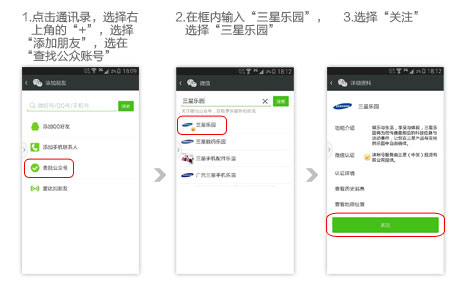 1.点击通讯录，选择右
上角的“+”，选择
“添加朋友”，选在
“查找公众账号”
2.在框内输入“三星乐园”，
选择“三星乐园”
3.选择“关注”
18:09
添加朋友
微信号/QQ号/手机号
搜索
添加QQ好友
添加手机联系人
查找公众号
雷达加朋友
18:12
微信
三星乐园
搜索
三星乐园
三星数码乐园
三星手机配件乐园
广元三星手机乐园
18:12
详细资料
SAMSUNG
三星乐园
功能介绍
微信认证
认证详情
查看历史消息
查看地理位置
关注